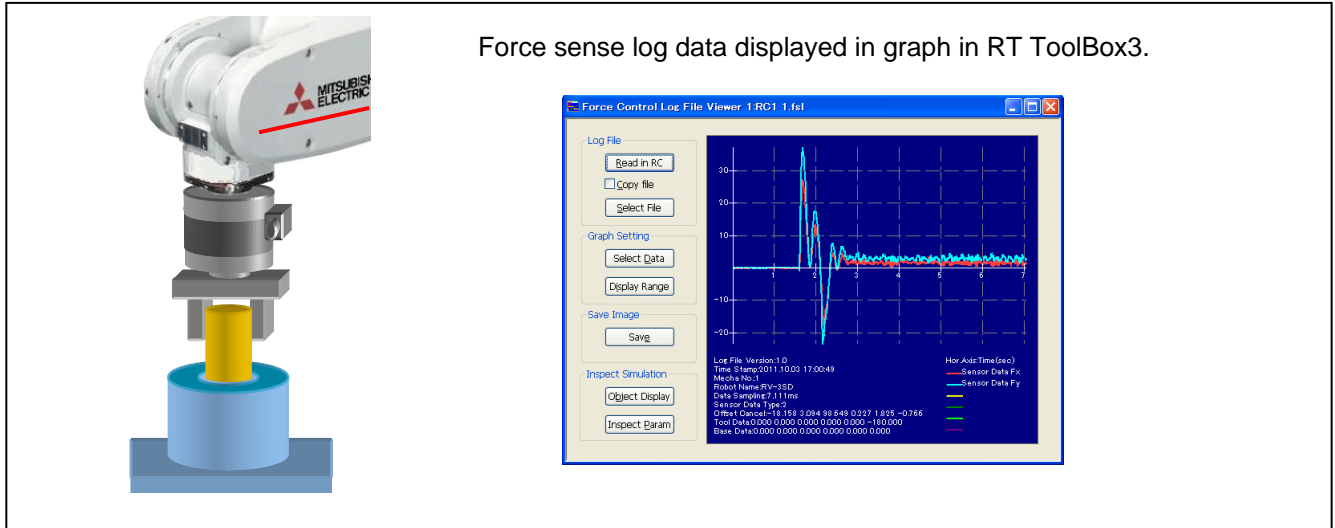 Force sense log data displayed in graph in RT ToolBox3.
MITSUBISH
ELECTRIC
Force Control Log File Viewer 1:RC1 1.fsl
Log File
Read in RC
Copy file
Select File
Graph Setting
Select Data
Display Range
Save Image
Save
Inspect Simulation
Object Display
Inspect Param
30
20
10
-10
-20
1 2 3 4 5 6 7
Log File Version:1.0
Time Stamp:2011.10.03 17:00:49
Mecha No.:1
Robot Name:RV-3SD
Data Sampling:7.111ms
Sensor Data Type:2
Offset Cancel:-18.158 3.094 98.649 0.227 1.825 -0.766
Tool Data:0.000 0.000 0.000 0.000 0.000 -180.000
Base Data:0.000 0.000 0.000 0.000 0.000 0.000
Hor.Axis:Time(sec)
Sensor Data Fx
Sensor Data Fy